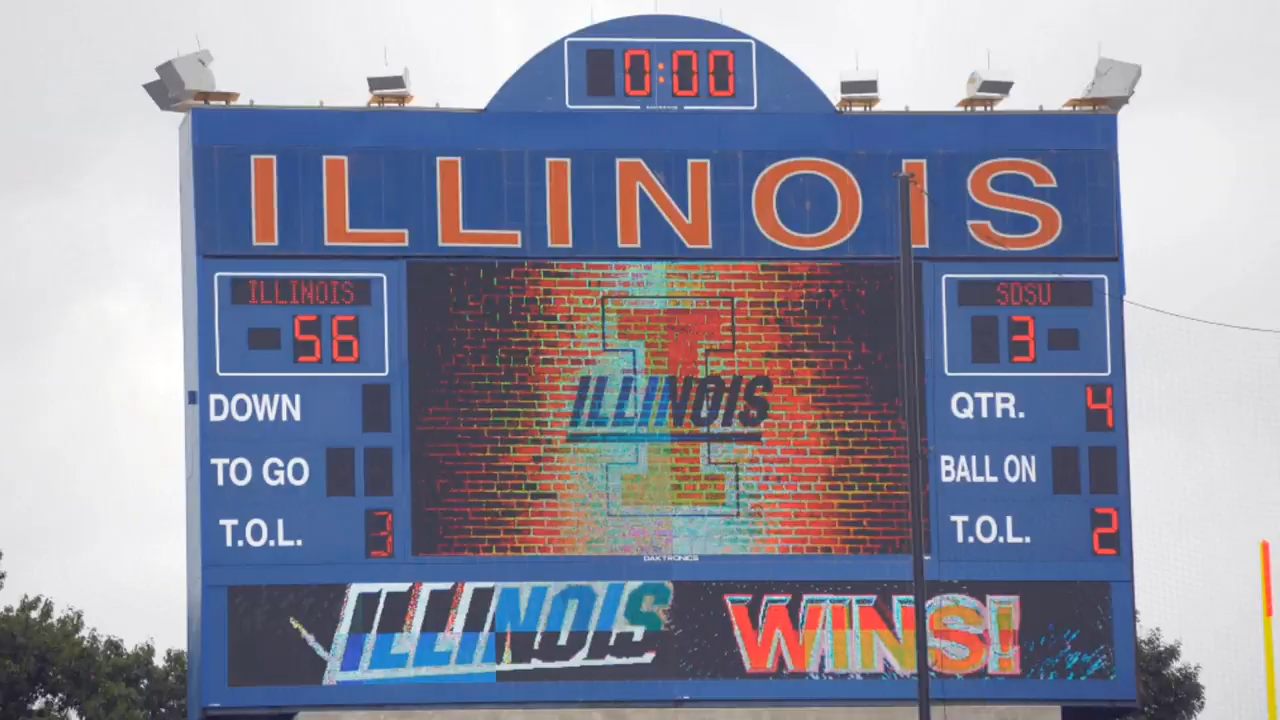 0:00
ILLINOIS
ILLINOIS
56
SDSU
3
ILLINOIS
DOWN
QTR. 4
TO GO
BALL ON
T.O.L. 3
T.O.L. 2
DAKTRONICS
ILLINOIS WINS!